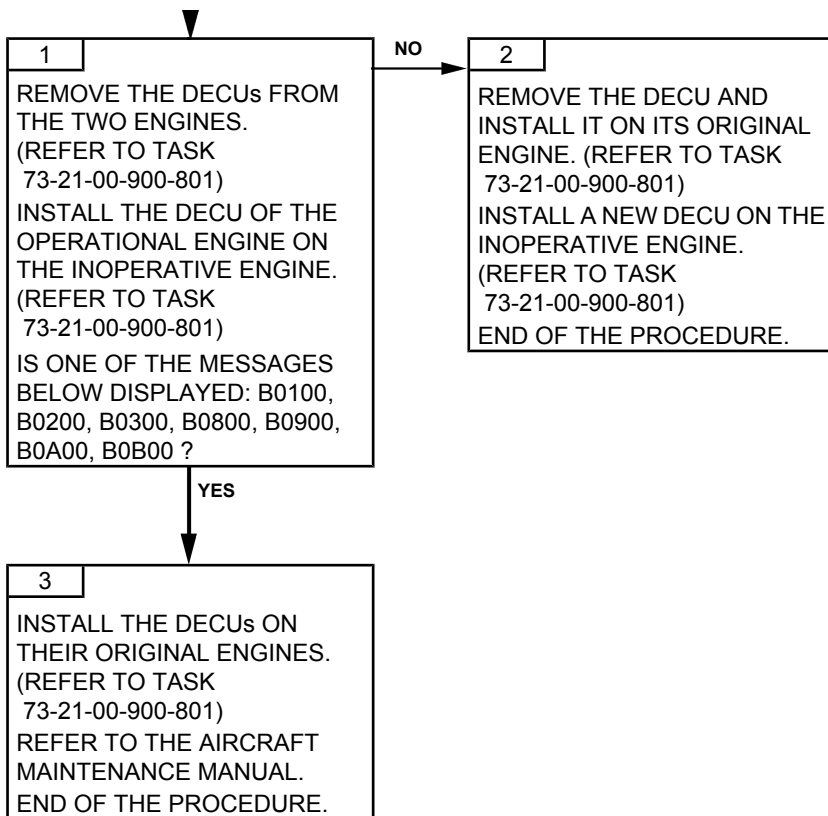 1
REMOVE THE DECUs FROM
THE TWO ENGINES.
(REFER TO TASK
73-21-00-900-801)
INSTALL THE DECU OF THE
OPERATIONAL ENGINE ON
THE INOPERATIVE ENGINE.
(REFER TO TASK
73-21-00-900-801)
IS ONE OF THE MESSAGES
BELOW DISPLAYED: B0100,
B0200, B0300, B0800, B0900,
B0A00, B0B00 ?
NO
2
REMOVE THE DECU AND
INSTALL IT ON ITS ORIGINAL
ENGINE. (REFER TO TASK
73-21-00-900-801)
INSTALL A NEW DECU ON THE
INOPERATIVE ENGINE.
(REFER TO TASK
73-21-00-900-801)
END OF THE PROCEDURE.
YES
3
INSTALL THE DECUs ON
THEIR ORIGINAL ENGINES.
(REFER TO TASK
73-21-00-900-801)
REFER TO THE AIRCRAFT
MAINTENANCE MANUAL.
END OF THE PROCEDURE.